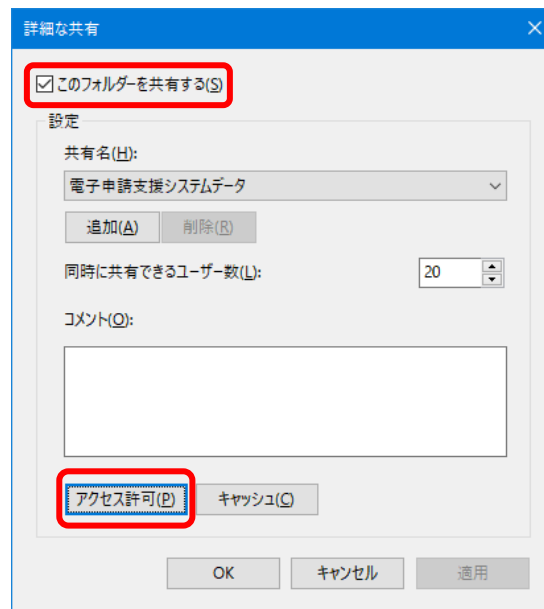 詳細な共有
このフォルダーを共有する(S)
設定
共有名(H):
電子申請支援システムデータ
追加(A) 削除(R)
同時に共有できるユーザー数(L): 20
コメント(O):
アクセス許可(P) キャッシュ(C)
OK キャンセル 適用